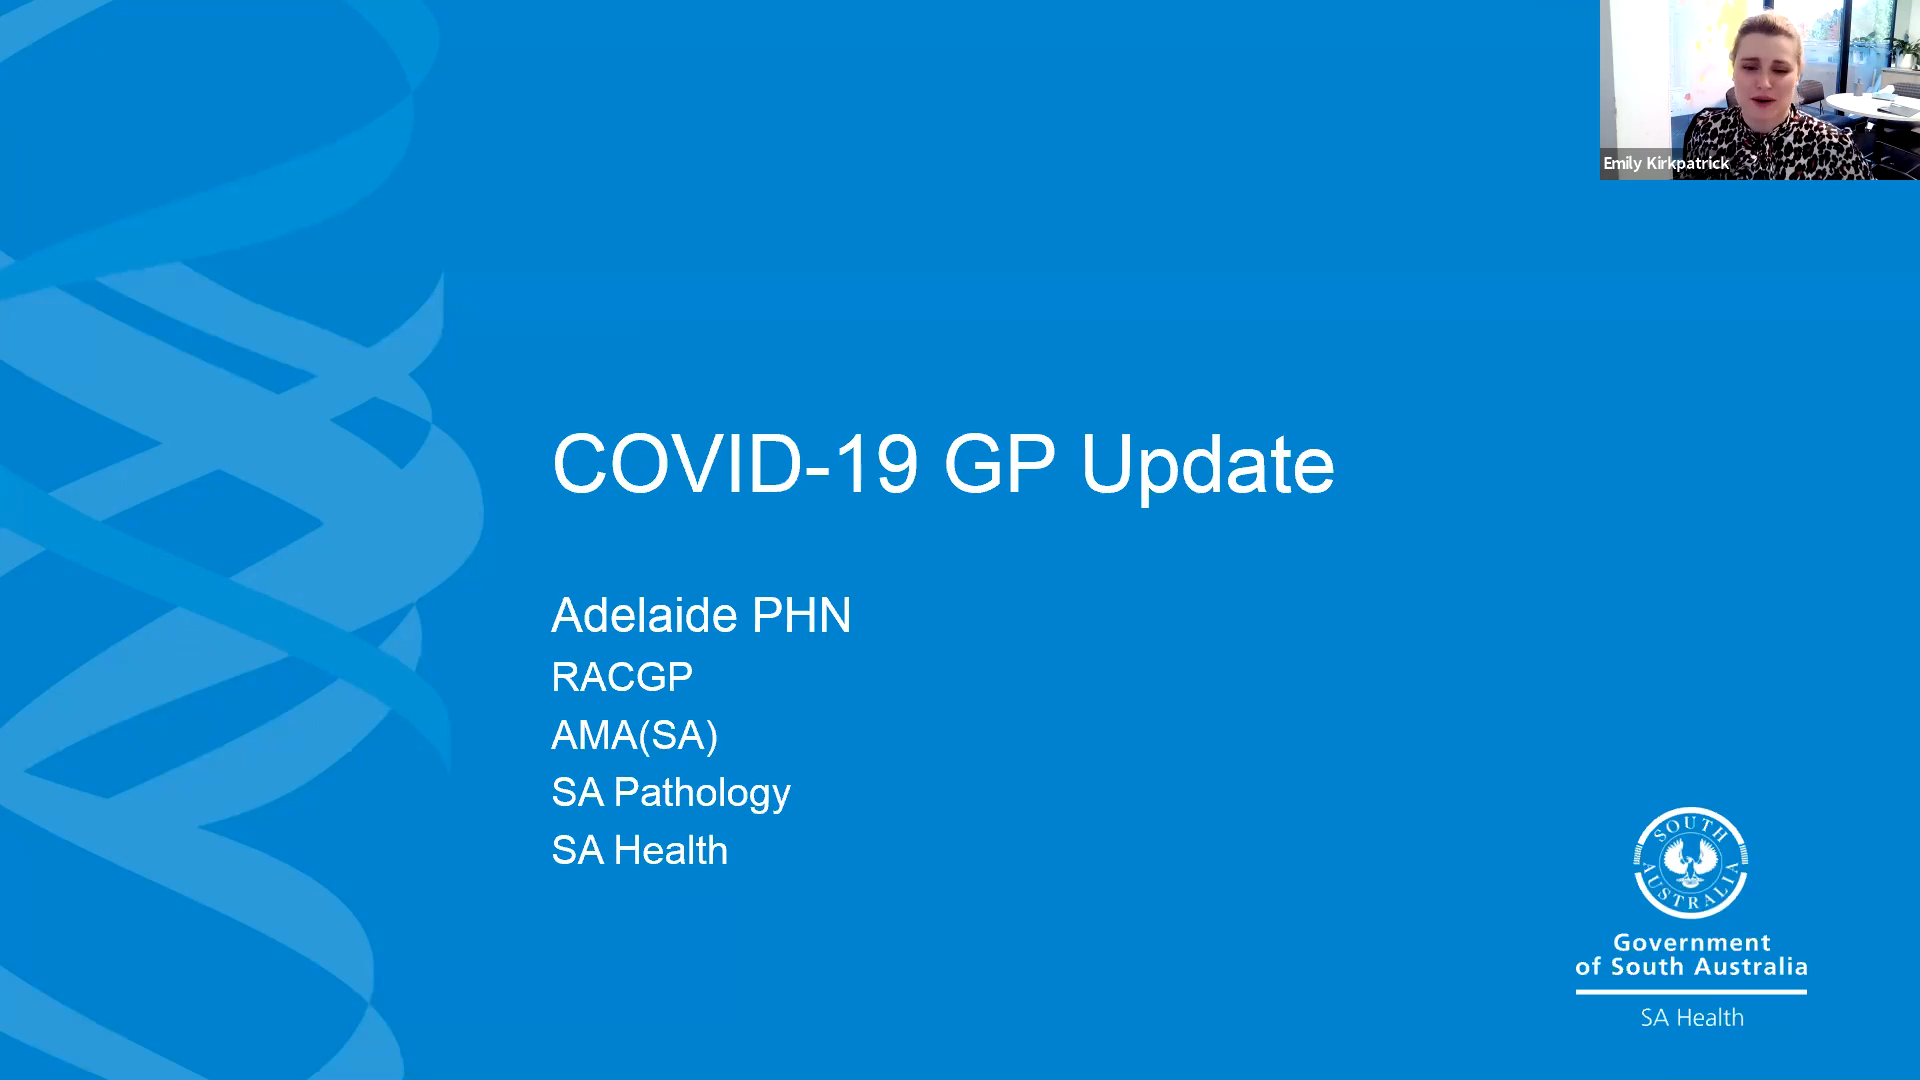 Emily Kirkpatrick
COVID-19 GP Update
Adelaide PHN
RACGP
AMA(SA)
SA Pathology
SA Health
SOUTH
AUSTRALIA
Government
of South Australia
SA Health